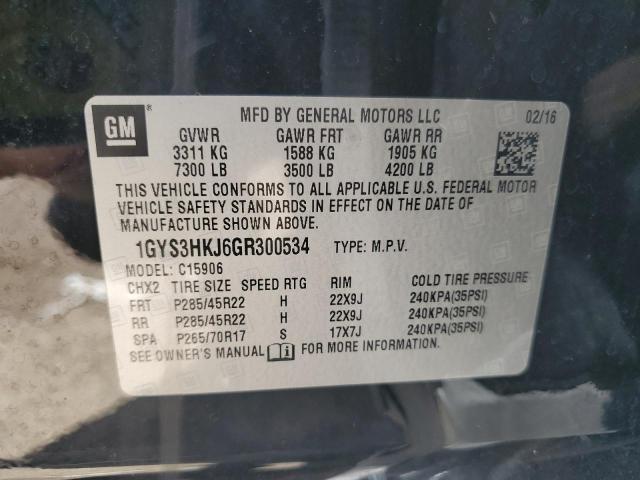 GM ®
MFD BY GENERAL MOTORS LLC 02/16
GVWR GAWR FRT GAWR RR
3311 KG 1588 KG 1905 KG
7300 LB 3500 LB 4200 LB
THIS VEHICLE CONFORMS TO ALL APPLICABLE U.S. FEDERAL MOTOR
VEHICLE SAFETY STANDARDS IN EFFECT ON THE DATE OF
MANUFACTURE SHOWN ABOVE.
1GYS3HKJ6GR300534 TYPE: M.P.V.
MODEL: C15906
CHX2 TIRE SIZE SPEED RTG RIM COLD TIRE PRESSURE
FRT P285/45R22 H 22X9J 240KPA(35PSI)
RR P285/45R22 H 22X9J 240KPA(35PSI)
SPA P265/70R17 S 17X7J 240KPA(35PSI)
SEE OWNER'S MANUAL FOR MORE INFORMATION.